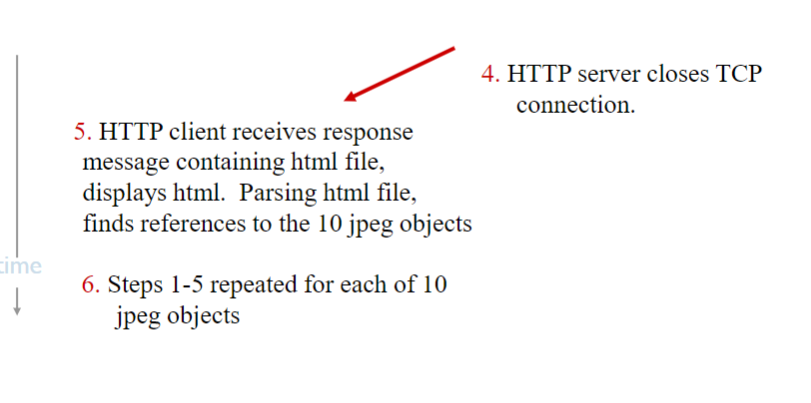 4. HTTP server closes TCP
connection.
5. HTTP client receives response
message containing html file,
displays html. Parsing html file,
finds references to the 10 jpeg objects
time
6. Steps 1-5 repeated for each of 10
jpeg objects